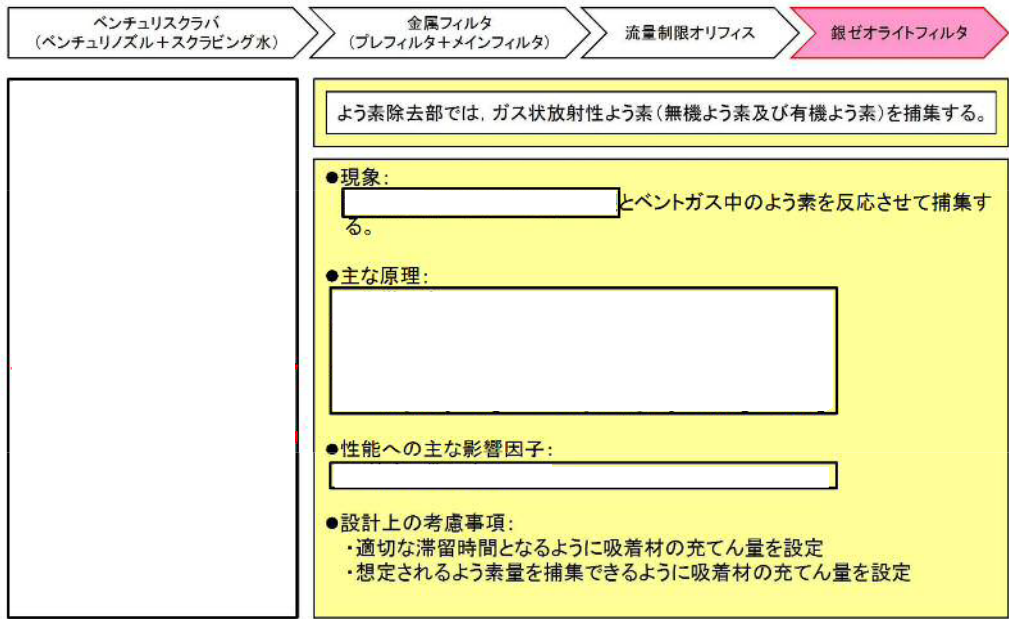 ベンチュリスクラバ
（ベンチュリノズル＋スクラビング水）
金属フィルタ
（プレフィルタ＋メインフィルタ）
流量制限オリフィス
銀ゼオライトフィルタ
よう素除去部では，ガス状放射性よう素（無機よう素及び有機よう素）を捕集する。
●現象：
とベントガス中のよう素を反応させて捕集す
る。
●主な原理：
●性能への主な影響因子：
●設計上の考慮事項：
・適切な滞留時間となるように吸着材の充てん量を設定
・想定されるよう素量を捕集できるように吸着材の充てん量を設定